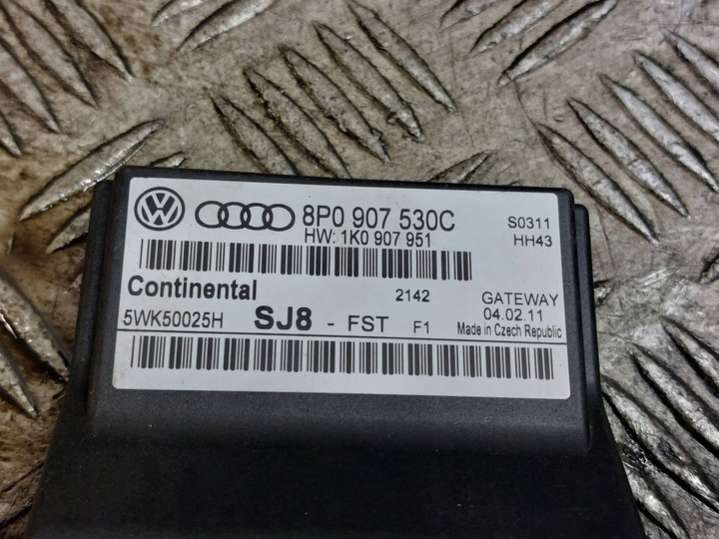 8P0 907 530C S0311
HW: 1K0 907 951 HH43
Continental 2142 GATEWAY
5WK50025H SJ8 - FST F1 04.02.11
Made in Czech Republic